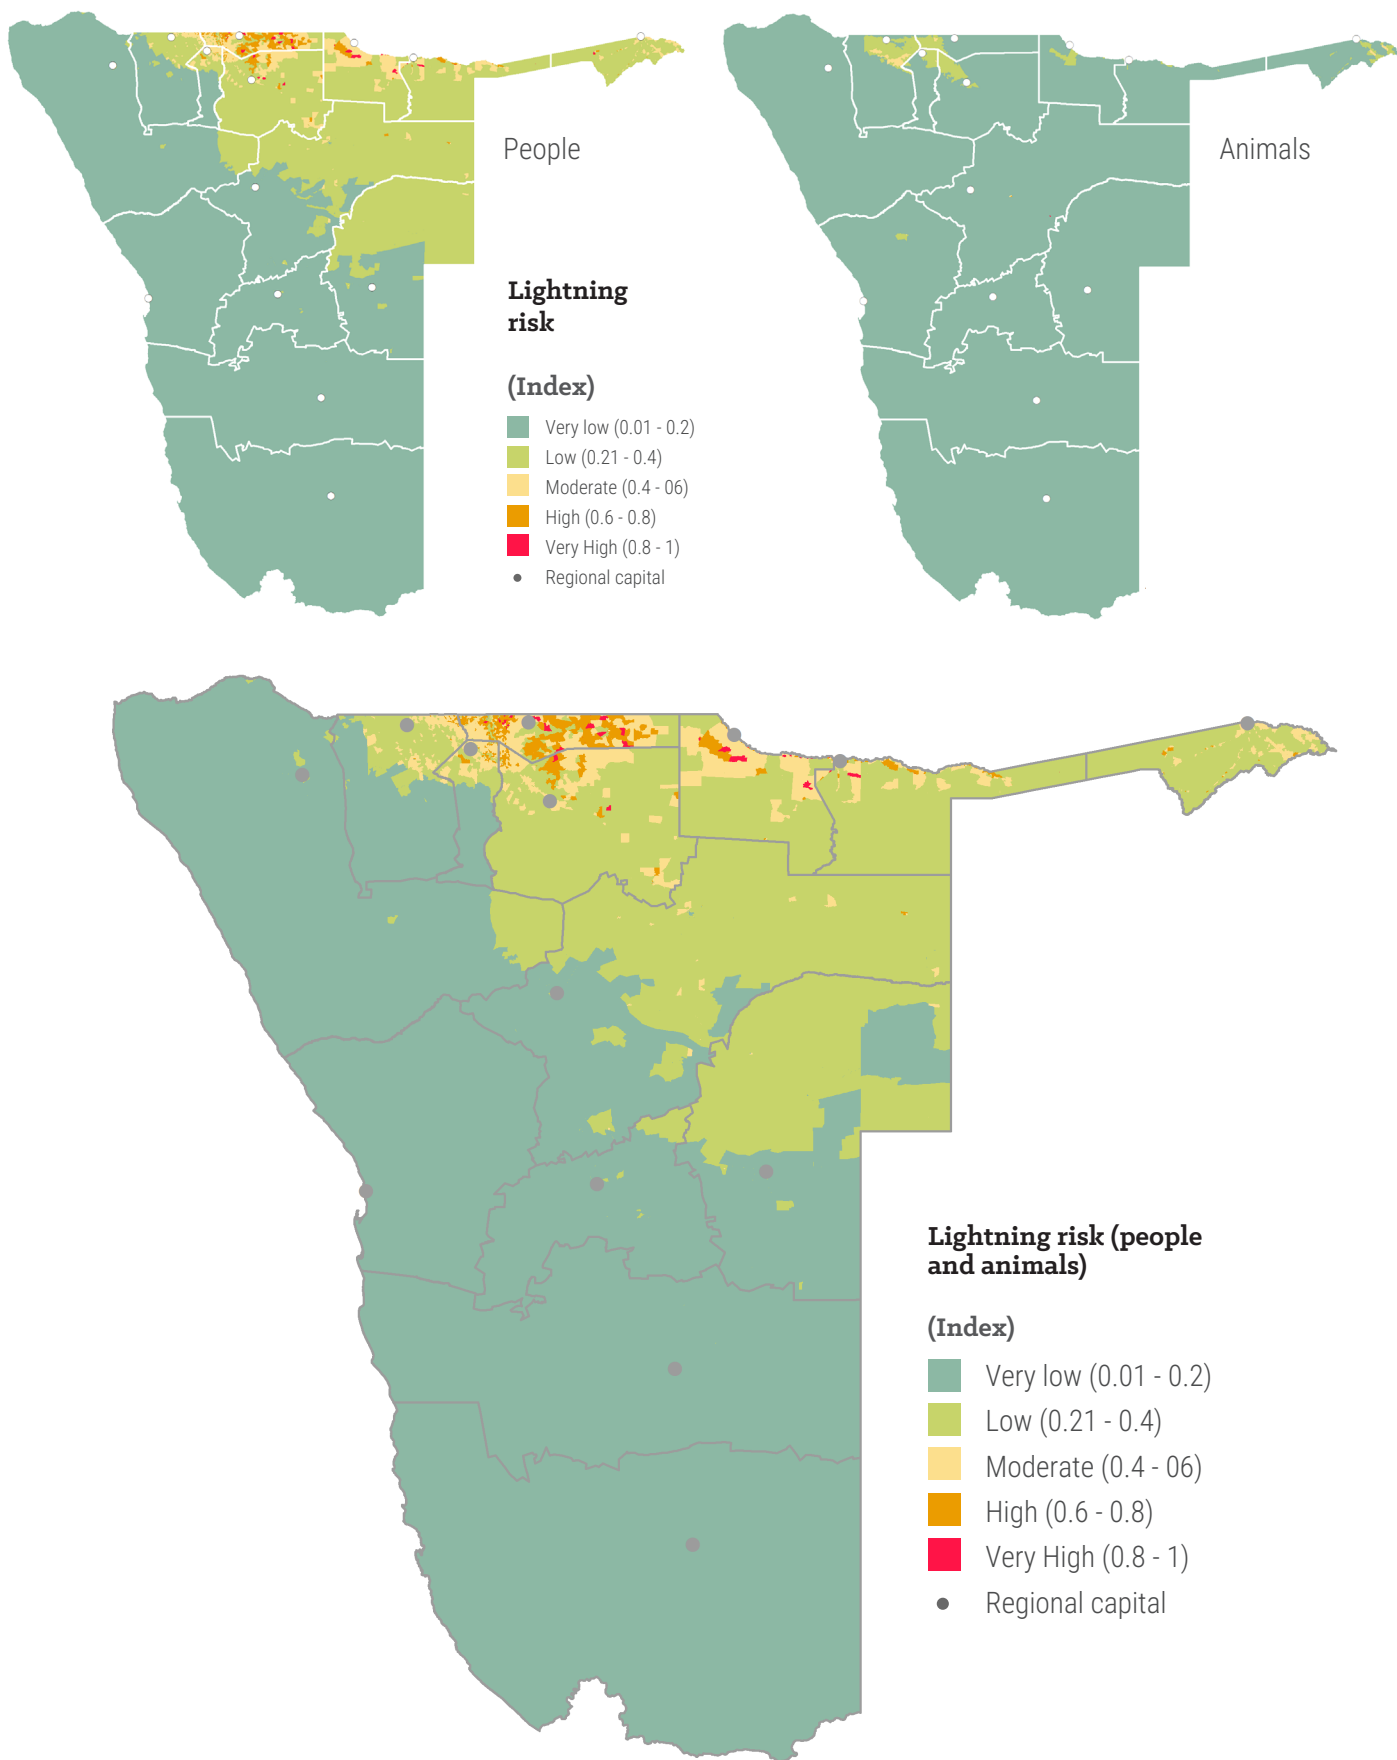 People
Animals
Lightning
risk
(Index)
Very low (0.01 - 0.2)
Low (0.21 - 0.4)
Moderate (0.4 - 06)
High (0.6 - 0.8)
Very High (0.8 - 1)
Regional capital
Lightning risk (people
and animals)
(Index)
Very low (0.01 - 0.2)
Low (0.21 - 0.4)
Moderate (0.4 - 06)
High (0.6 - 0.8)
Very High (0.8 - 1)
Regional capital